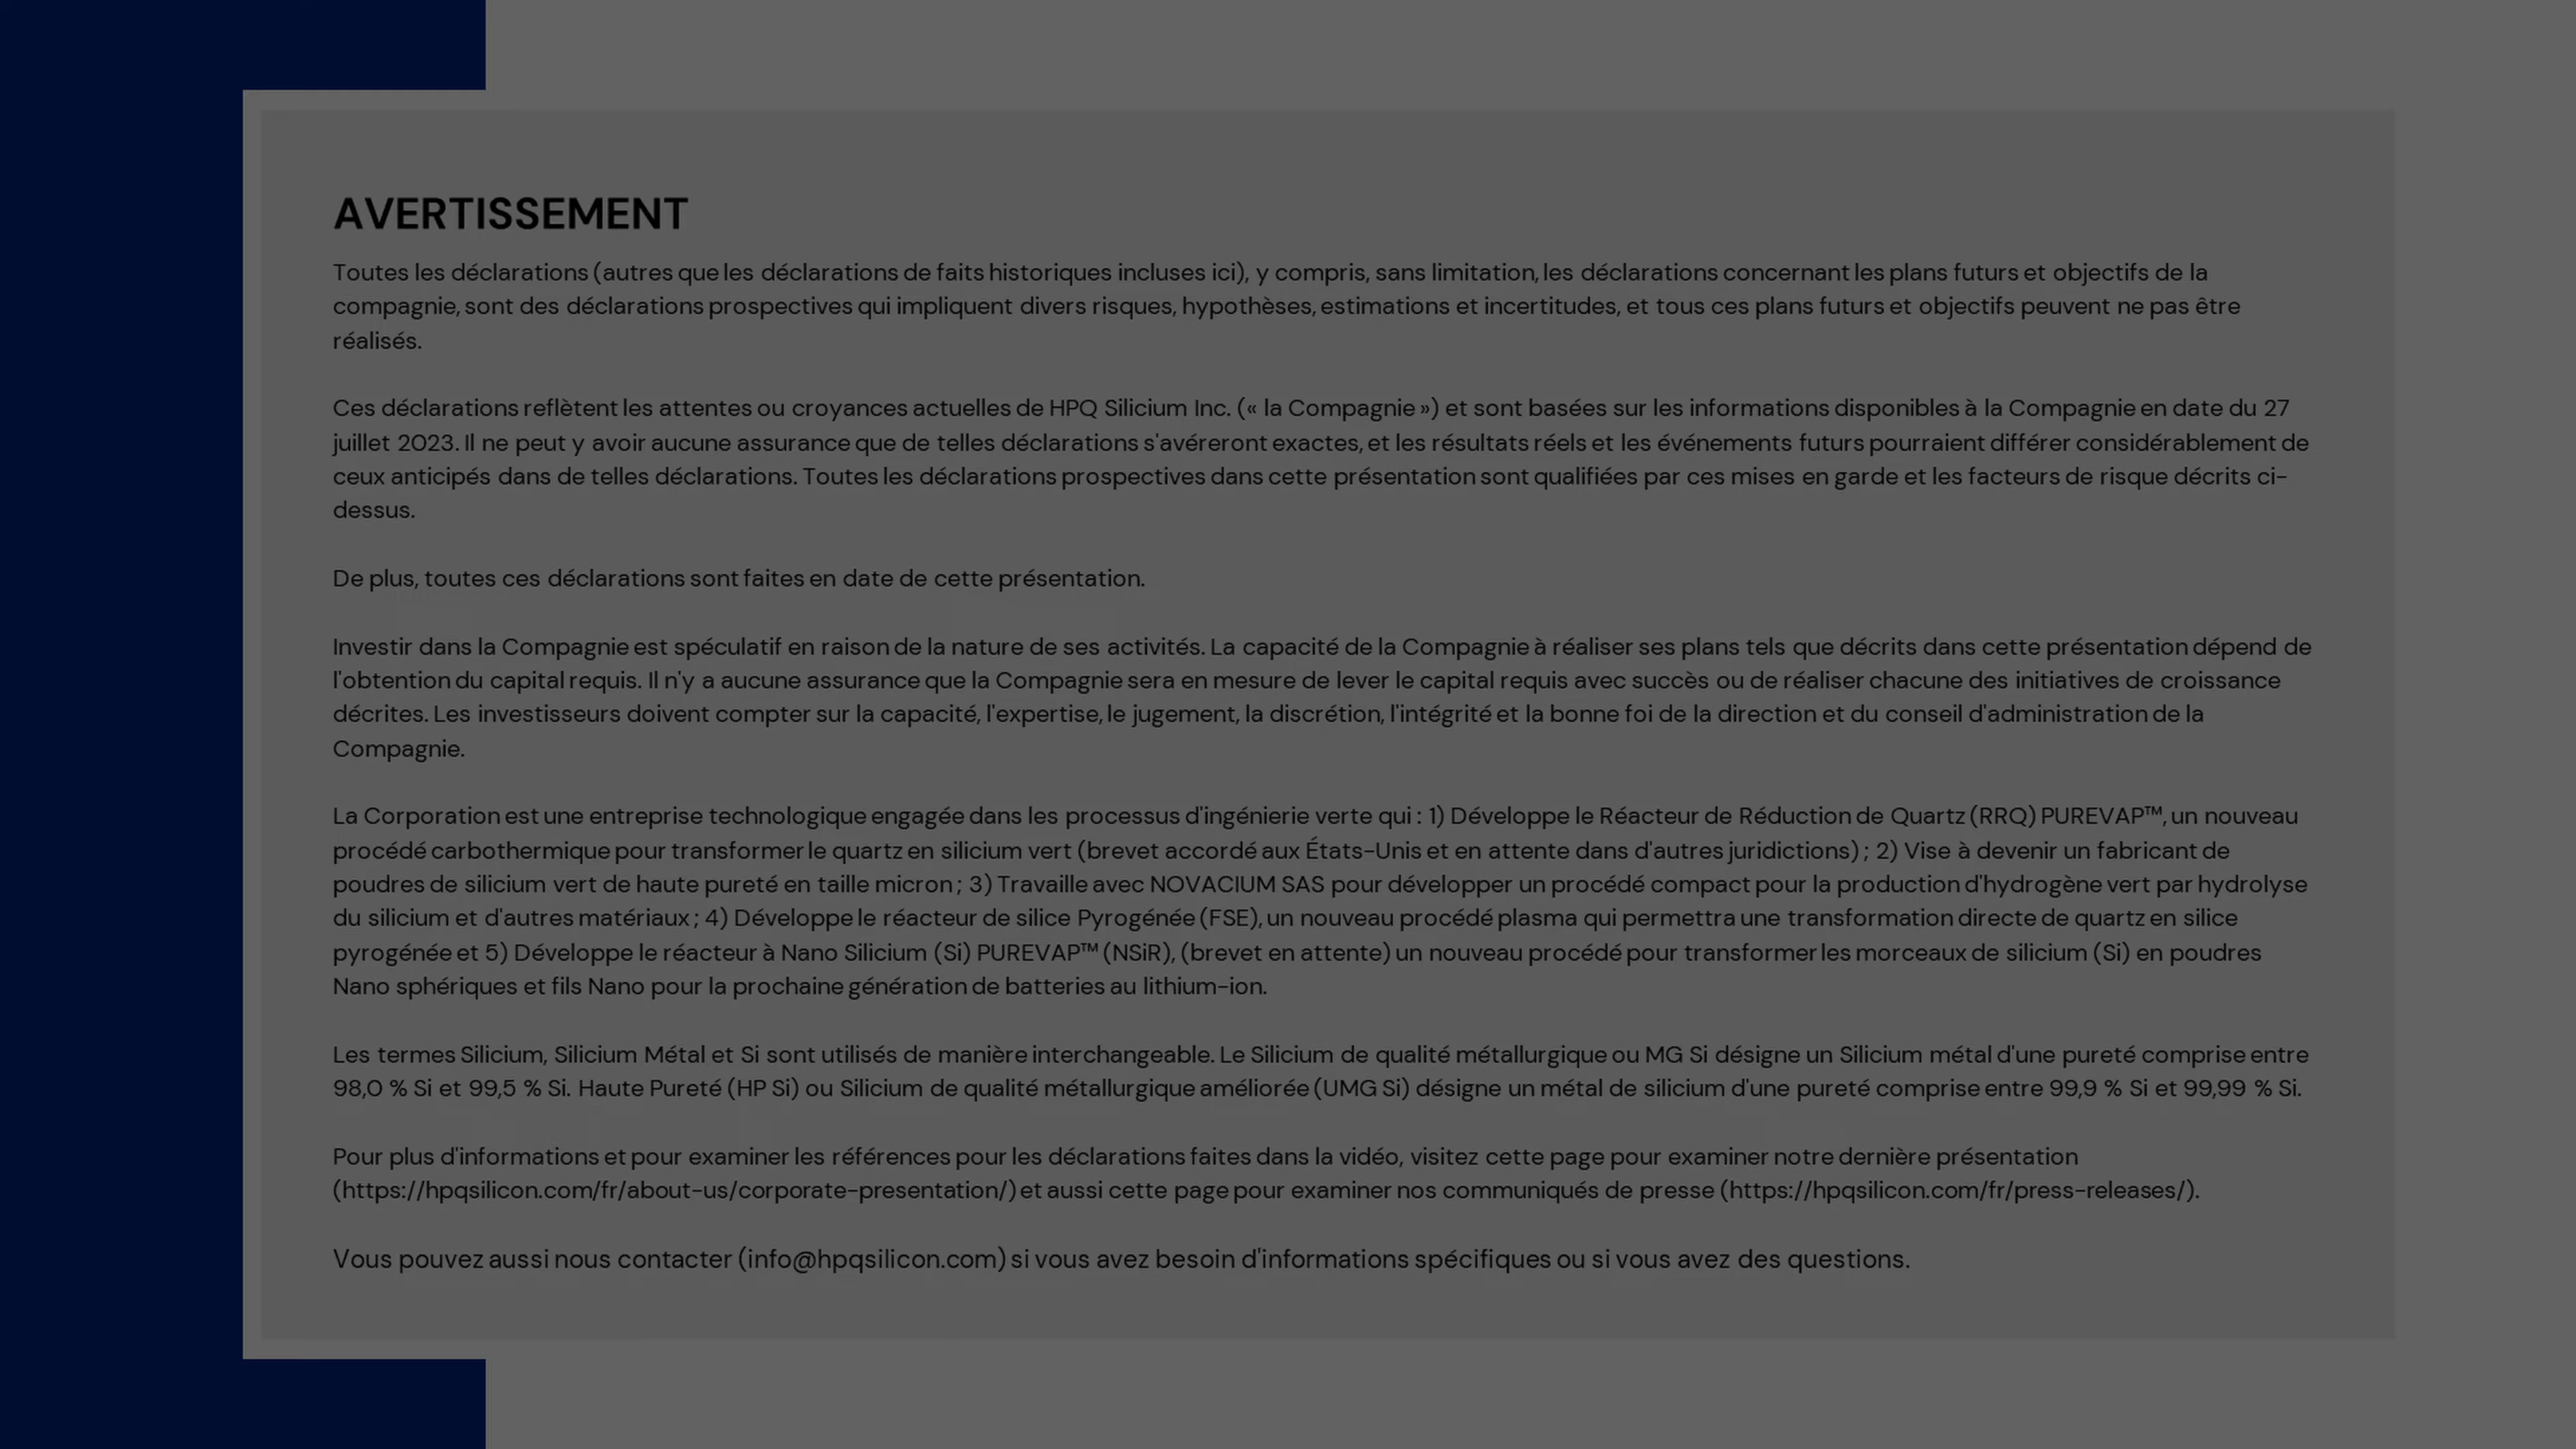 AVERTISSEMENT
Toutes les déclarations (autres que les déclarations de faits historiques incluses ici), y compris, sans limitation, les déclarations concernant les plans futurs et objectifs de la
compagnie, sont des déclarations prospectives qui impliquent divers risques, hypothèses, estimations et incertitudes, et tous ces plans futurs et objectifs peuvent ne pas être
réalisés.
Ces déclarations reflètent les attentes ou croyances actuelles de HPQ Silicium Inc. (« la Compagnie ») et sont basées sur les informations disponibles à la Compagnie en date du 27
juillet 2023. Il ne peut y avoir aucune assurance que de telles déclarations s'avéreront exactes, et les résultats réels et les événements futurs pourraient différer considérablement de
ceux anticipés dans de telles déclarations. Toutes les déclarations prospectives dans cette présentation sont qualifiées par ces mises en garde et les facteurs de risque décrits ci-
dessus.
De plus, toutes ces déclarations sont faites en date de cette présentation.
Investir dans la Compagnie est spéculatif en raison de la nature de ses activités. La capacité de la Compagnie à réaliser ses plans tels que décrits dans cette présentation dépend de
l'obtention du capital requis. Il n'y a aucune assurance que la Compagnie sera en mesure de lever le capital requis avec succès ou de réaliser chacune des initiatives de croissance
décrites. Les investisseurs doivent compter sur la capacité, l'expertise, le jugement, la discrétion, l'intégrité et la bonne foi de la direction et du conseil d'administration de la
Compagnie.
La Corporation est une entreprise technologique engagée dans les processus d'ingénierie verte qui : 1) Développe le Réacteur de Réduction de Quartz (RRQ) PUREVAP™, un nouveau
procédé carbothermique pour transformer le quartz en silicium vert (brevet accordé aux États-Unis et en attente dans d'autres juridictions) ; 2) Vise à devenir un fabricant de
poudres de silicium vert de haute pureté en taille micron ; 3) Travaille avec NOVACIUM SAS pour développer un procédé compact pour la production d'hydrogène vert par hydrolyse
du silicium et d'autres matériaux ; 4) Développe le réacteur de silice Pyrogénée (FSE), un nouveau procédé plasma qui permettra une transformation directe de quartz en silice
pyrogénée et 5) Développe le réacteur à Nano Silicium (Si) PUREVAP™ (NSiR), (brevet en attente) un nouveau procédé pour transformer les morceaux de silicium (Si) en poudres
Nano sphériques et fils Nano pour la prochaine génération de batteries au lithium-ion.
Les termes Silicium, Silicium Métal et Si sont utilisés de manière interchangeable. Le Silicium de qualité métallurgique ou MG Si désigne un Silicium métal d'une pureté comprise entre
98,0 % Si et 99,5 % Si. Haute Pureté (HP Si) ou Silicium de qualité métallurgique améliorée (UMG Si) désigne un métal de silicium d'une pureté comprise entre 99,9 % Si et 99,99 % Si.
Pour plus d'informations et pour examiner les références pour les déclarations faites dans la vidéo, visitez cette page pour examiner notre dernière présentation
(https://hpqsilicon.com/fr/about-us/corporate-presentation/) et aussi cette page pour examiner nos communiqués de presse (https://hpqsilicon.com/fr/press-releases/).
Vous pouvez aussi nous contacter (info@hpqsilicon.com) si vous avez besoin d'informations spécifiques ou si vous avez des questions.